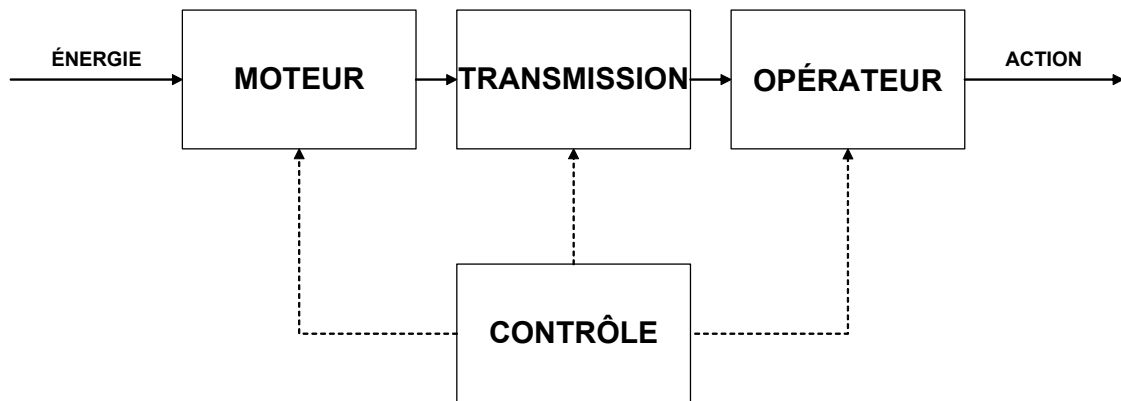 ÉNERGIE
MOTEUR
TRANSMISSION
OPÉRATEUR
ACTION
CONTRÔLE